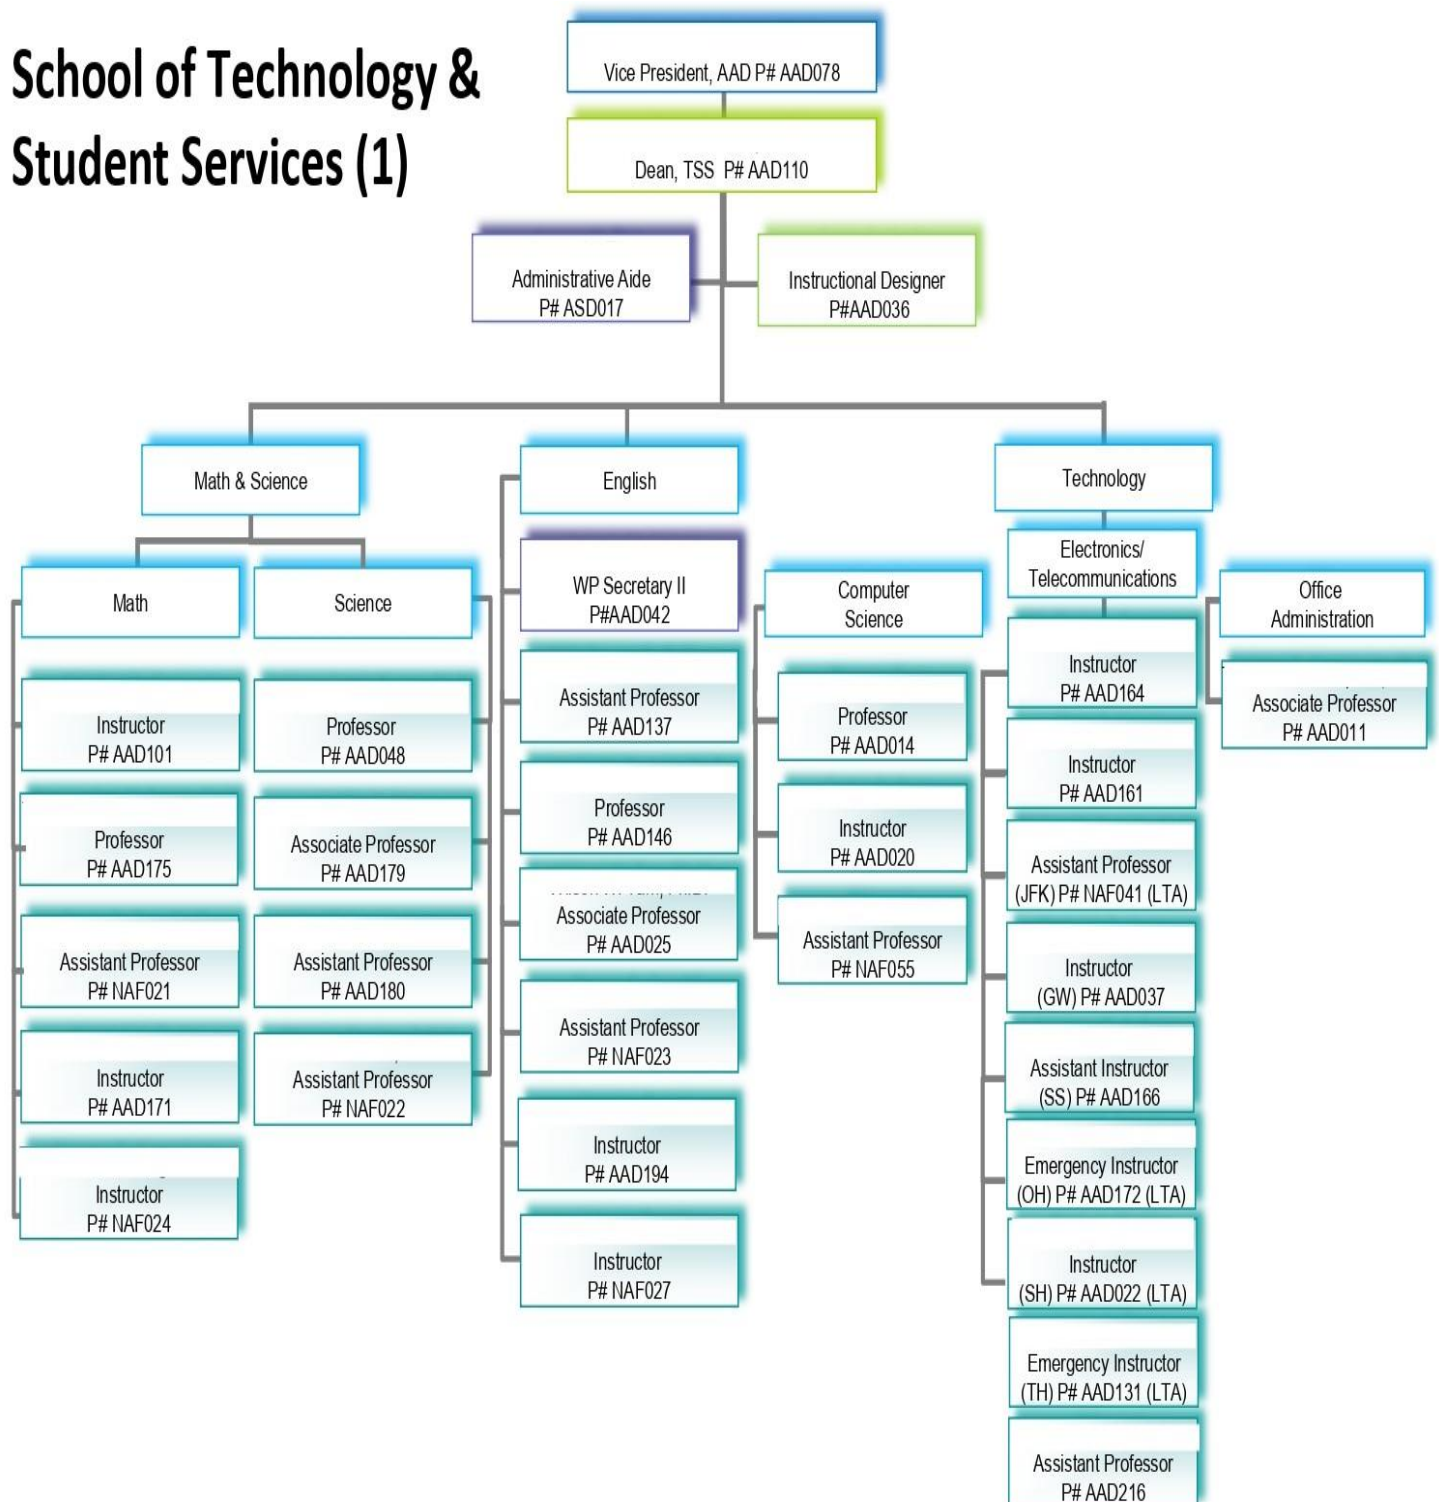 School of Technology &
Student Services (1)
Vice President, AAD P# AAD078
Dean, TSS P# AAD110
Administrative Aide
P# ASD017
Instructional Designer
P#AAD036
Math & Science
English
Technology
Math
Instructor
P# AAD101
Professor
P# AAD175
Assistant Professor
P# NAF021
Instructor
P# AAD171
Instructor
P# NAF024
Science
Professor
P# AAD048
Associate Professor
P# AAD179
Assistant Professor
P# AAD180
Assistant Professor
P# NAF022
WP Secretary II
P#AAD042
Assistant Professor
P# AAD137
Professor
P# AAD146
Associate Professor
P# AAD025
Assistant Professor
P# NAF023
Instructor
P# AAD194
Instructor
P# NAF027
Computer
Science
Professor
P# AAD014
Instructor
P# AAD020
Assistant Professor
P# NAF055
Electronics/
Telecommunications
Instructor
P# AAD164
Instructor
P# AAD161
Assistant Professor
(JFK) P# NAF041 (LTA)
Instructor
(GW) P# AAD037
Assistant Instructor
(SS) P# AAD166
Emergency Instructor
(OH) P# AAD172 (LTA)
Instructor
(SH) P# AAD022 (LTA)
Emergency Instructor
(TH) P# AAD131 (LTA)
Assistant Professor
P# AAD216
Office
Administration
Associate Professor
P# AAD011